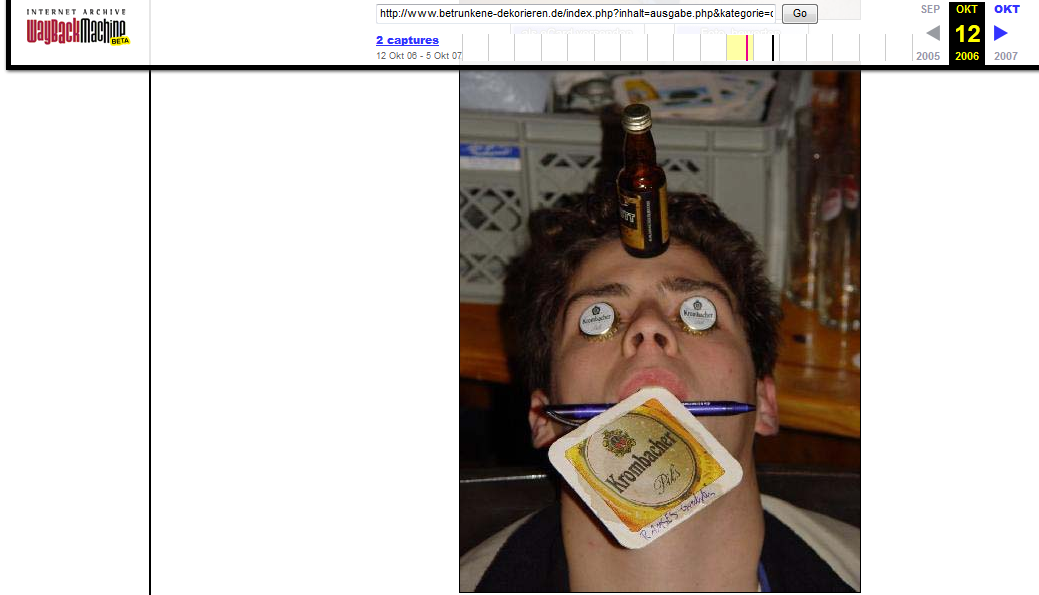 INTERNET ARCHIVE
WayBackMachine
BETA
http://www.betrunkene-dekorieren.de/index.php?inhalt=ausgabe.php&kategorie=
Go
2 captures
12 Okt 06 - 5 Okt 07
SEP OKT OKT
12
2005 2006 2007
Krombacher
Krombacher
Krombacher
Pils